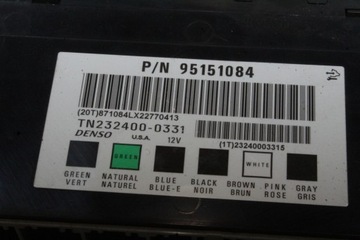 P/N 95151084
(20T)871084LX22770413
TN232400-0331
DENSO U.S.A. 12V
(1T)23240003315
GREEN WHITE
GREEN NATURAL BLUE BLACK BROWN PINK GRAY
VERT NATUREL BLUE-E NOIR BRUN ROSE GRIS